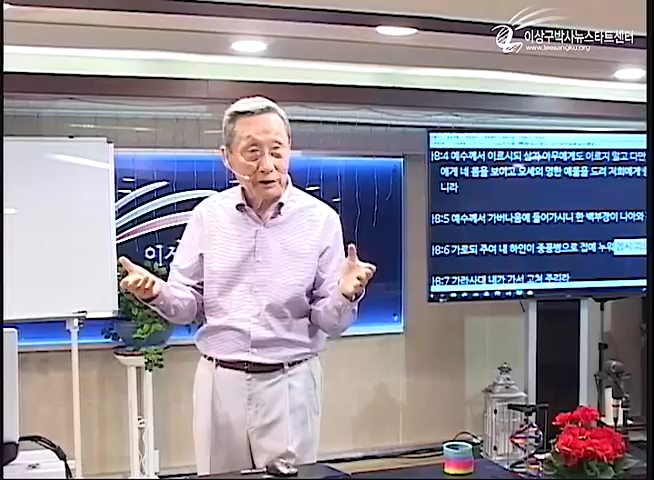 이상구박사뉴스타트센터
www.leesangku.org
8:4 예수께서 이르시되 삼가 아무에게도 이르지 말고 다만
에게 네 몸을 보이고 모세의 명한 예물을 드려 저희에게
니라
8:5 예수께서 가버나움에 들어가시니 한 백부장이 나아와
8:6 가로되 주여 내 하인이 중풍병으로 집에 누워
8:7 가라사대 내가 가서 고쳐 주리라
이